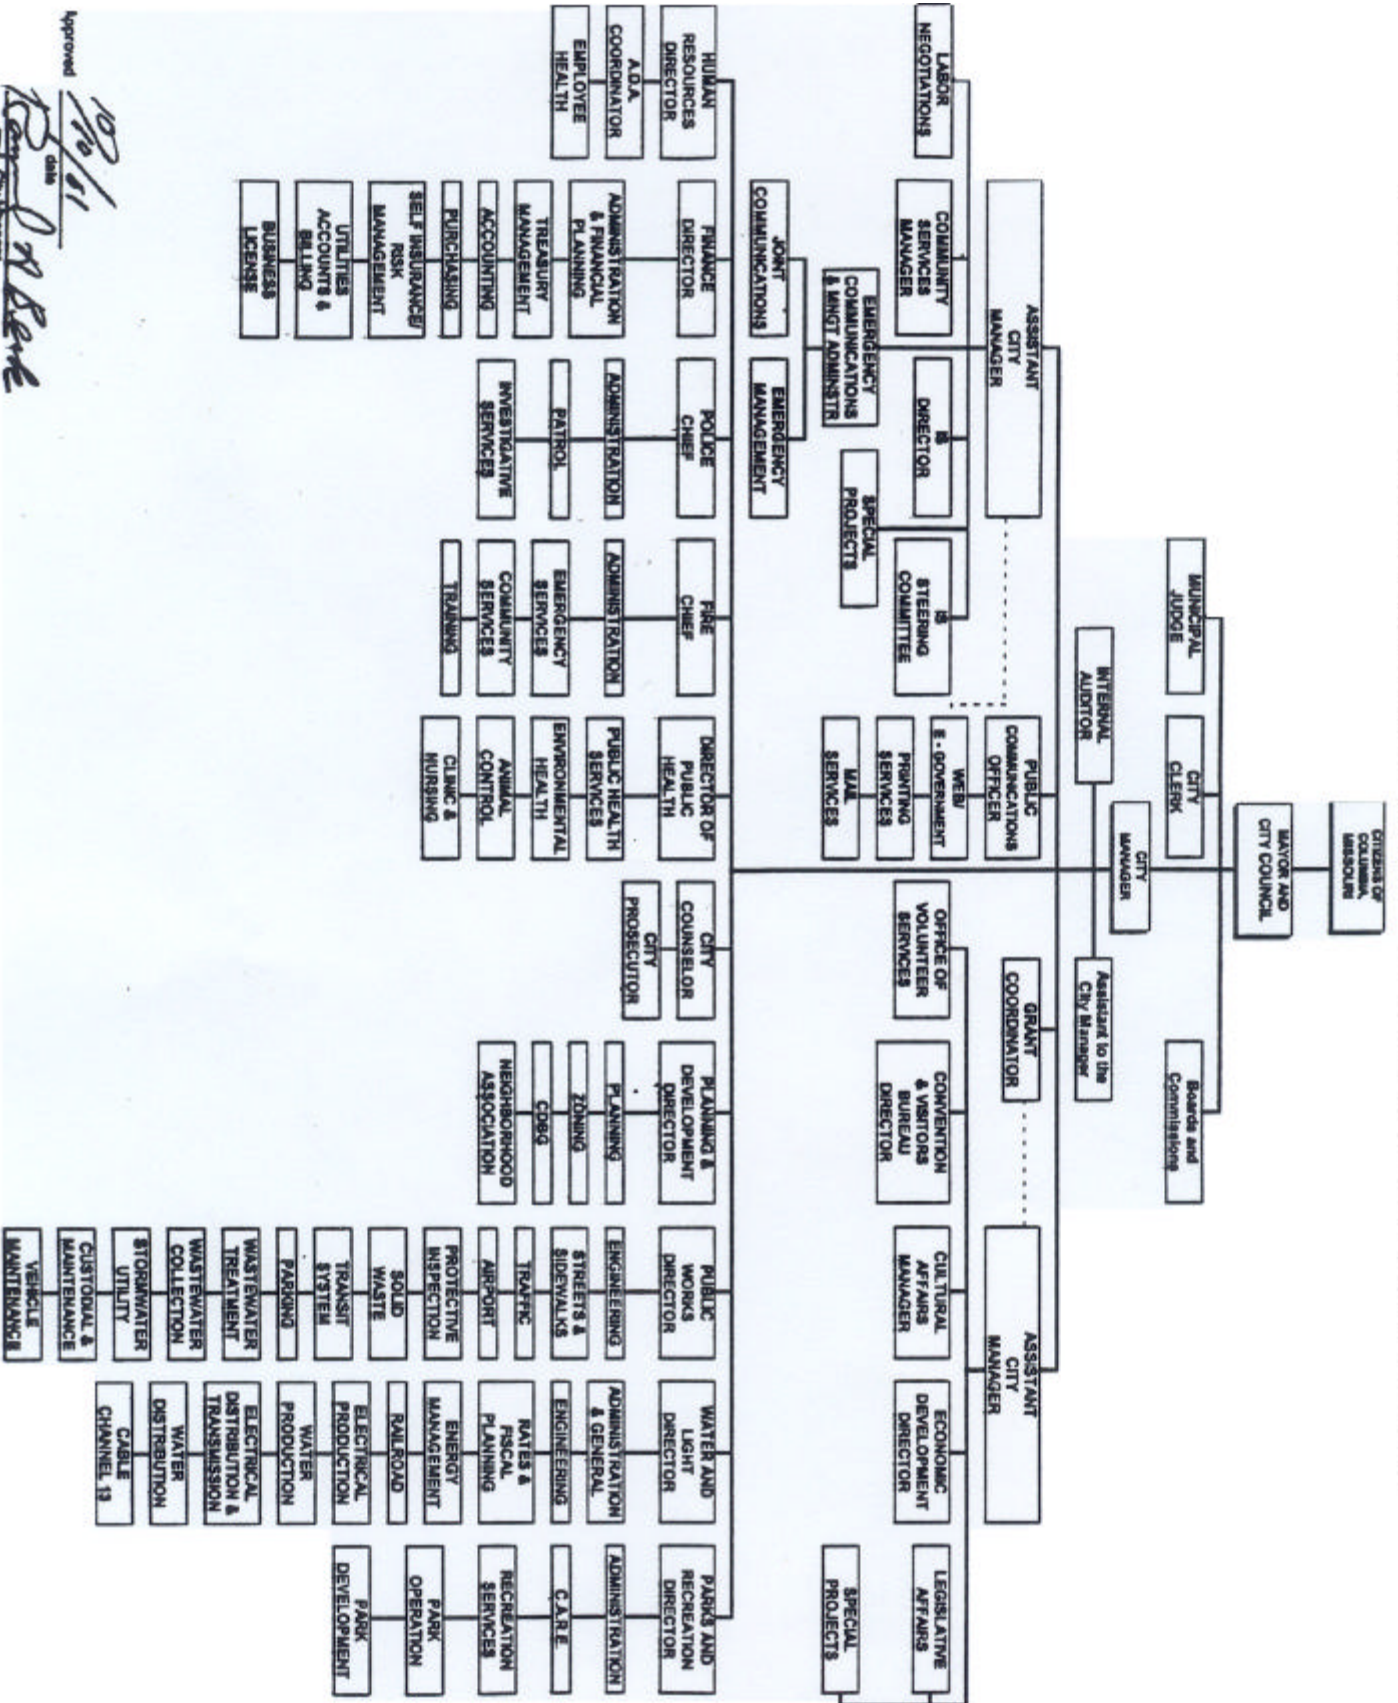 CITIZENS OF
COLUMBIA,
MISSOURI
MAYOR AND
CITY COUNCIL
MUNICIPAL
JUDGE
CITY
CLERK
Boards and
Commissions
CITY
MANAGER
INTERNAL
AUDITOR
Assistant to the
City Manager
ASSISTANT
CITY
MANAGER
PUBLIC
COMMUNICATIONS
OFFICER
WEB/
E - GOVERNMENT
PRINTING
SERVICES
MAIL
SERVICES
GRANT
COORDINATOR
ASSISTANT
CITY
MANAGER
LABOR
NEGOTIATIONS
COMMUNITY
SERVICES
MANAGER
IS
DIRECTOR
IS
STEERING
COMMITTEE
EMERGENCY
COMMUNICATIONS
& MNGT ADMINSTR
SPECIAL
PROJECTS
JOINT
COMMUNICATIONS
EMERGENCY
MANAGEMENT
OFFICE OF
VOLUNTEER
SERVICES
CONVENTION
& VISITORS
BUREAU
DIRECTOR
CULTURAL
AFFAIRS
MANAGER
ECONOMIC
DEVELOPMENT
DIRECTOR
LEGISLATIVE
AFFAIRS
SPECIAL
PROJECTS
HUMAN
RESOURCES
DIRECTOR
A.D.A.
COORDINATOR
EMPLOYEE
HEALTH
FINANCE
DIRECTOR
ADMINISTRATION
& FINANCIAL
PLANNING
TREASURY
MANAGEMENT
ACCOUNTING
PURCHASING
SELF INSURANCE/
RISK
MANAGEMENT
UTILITIES
ACCOUNTS &
BILLING
BUSINESS
LICENSE
POLICE
CHIEF
ADMINISTRATION
PATROL
INVESTIGATIVE
SERVICES
FIRE
CHIEF
ADMINISTRATION
EMERGENCY
SERVICES
COMMUNITY
SERVICES
TRAINING
DIRECTOR OF
PUBLIC
HEALTH
PUBLIC HEALTH
SERVICES
ENVIRONMENTAL
HEALTH
ANIMAL
CONTROL
CLINIC &
NURSING
CITY
COUNSELOR
CITY
PROSECUTOR
PLANNING &
DEVELOPMENT
DIRECTOR
PLANNING
ZONING
CDBG
NEIGHBORHOOD
ASSOCIATION
PUBLIC
WORKS
DIRECTOR
ENGINEERING
STREETS &
SIDEWALKS
TRAFFIC
AIRPORT
PROTECTIVE
INSPECTION
SOLID
WASTE
TRANSIT
SYSTEM
PARKING
WASTEWATER
TREATMENT
WASTEWATER
COLLECTION
STORMWATER
UTILITY
CUSTODIAL &
MAINTENANCE
VEHICLE
MAINTENANCE
WATER AND
LIGHT
DIRECTOR
ADMINISTRATION
& GENERAL
ENGINEERING
RATES &
FISCAL
PLANNING
ENERGY
MANAGEMENT
RAILROAD
ELECTRICAL
PRODUCTION
WATER
PRODUCTION
ELECTRICAL
DISTRIBUTION &
TRANSMISSION
WATER
DISTRIBUTION
CABLE
CHANNEL 13
PARKS AND
RECREATION
DIRECTOR
ADMINISTRATION
C.A.R.E.
RECREATION
SERVICES
PARK
OPERATION
PARK
DEVELOPMENT
Approved
date